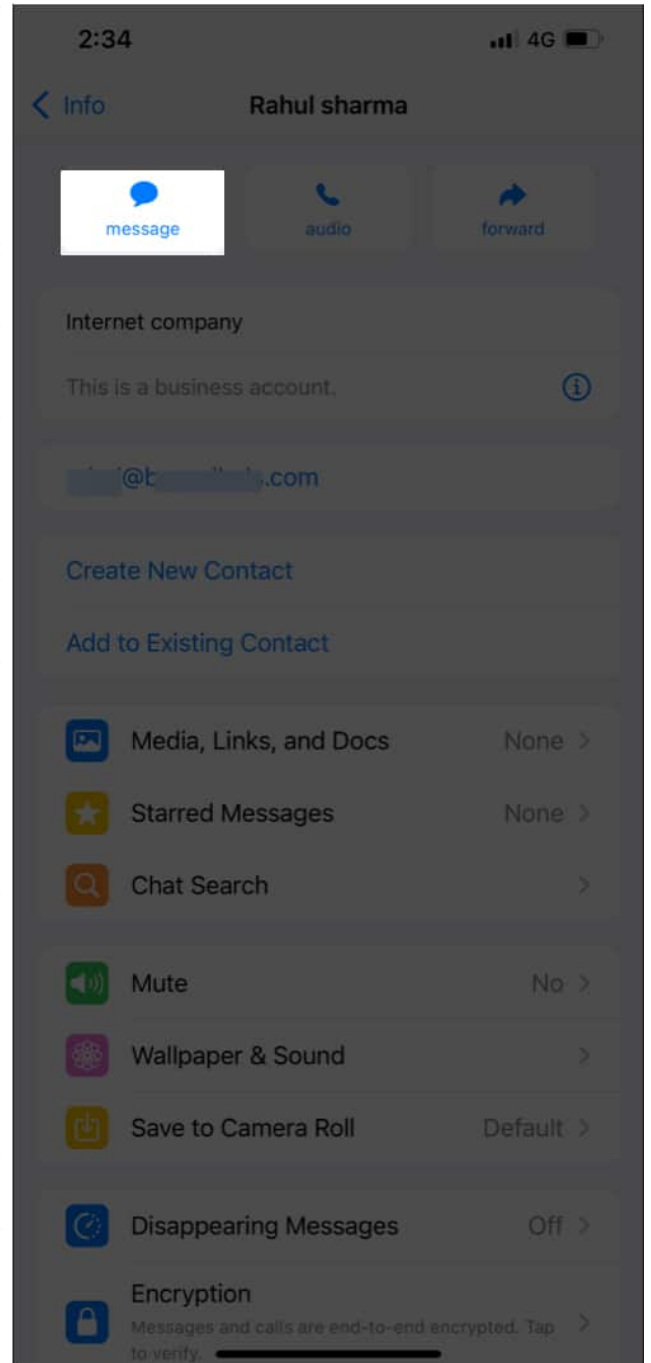 2:34 4G
Info Rahul sharma
message audio forward
Internet company
This is a business account.
.com
Create New Contact
Add to Existing Contact
Media, Links, and Docs None
Starred Messages None
Chat Search
Mute No
Wallpaper & Sound
Save to Camera Roll Default
Disappearing Messages Off
Encryption
Messages and calls are end-to-end encrypted. Tap
to verify.